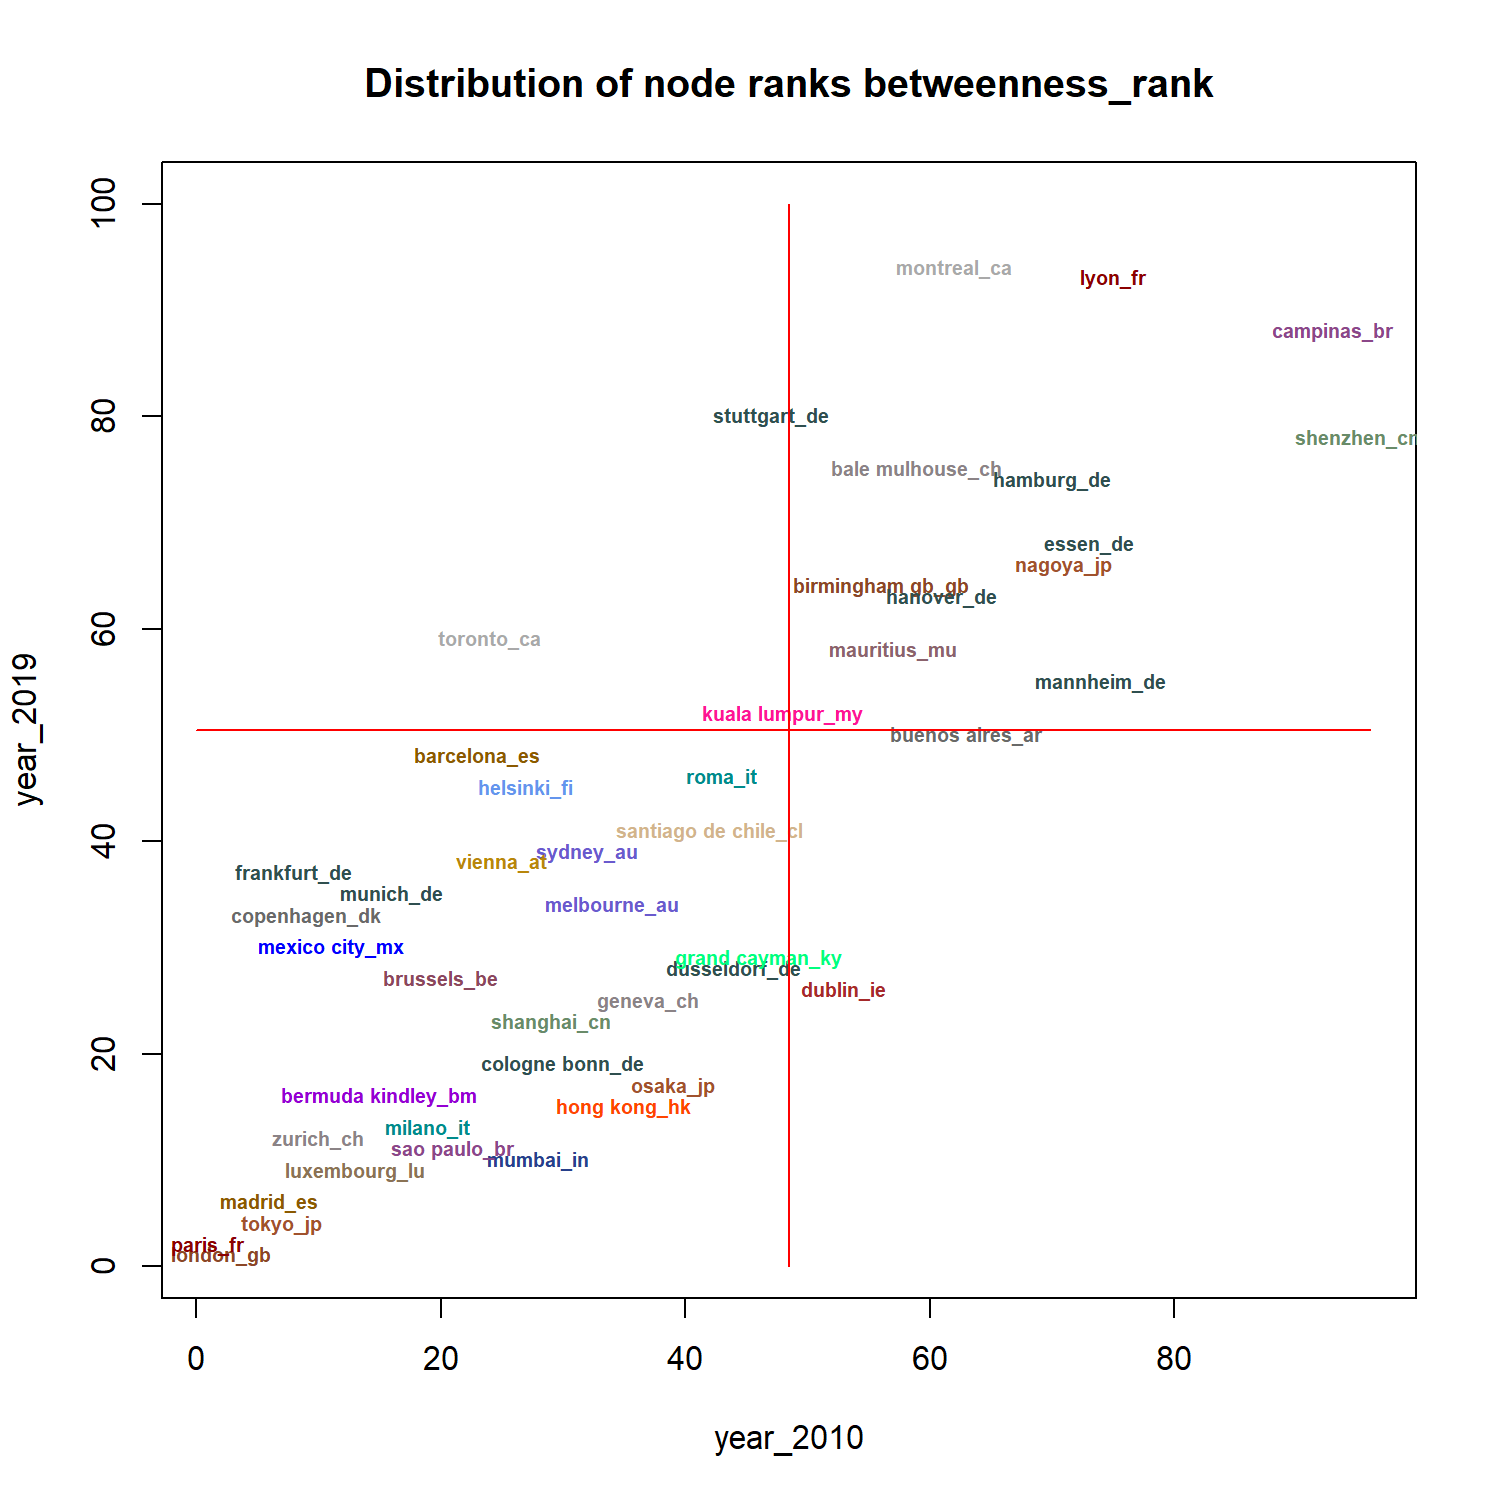 Distribution of node ranks betweenness_rank
100
80
60
40
20
0
year_2019
montreal_ca
lyon_fr
campinas_br
stuttgart_de
shenzhen_cn
bale mulhouse_ch
hamburg_de
essen_de
nagoya_jp
birmingham gb_gb
hanover_de
toronto_ca
mauritius_mu
mannheim_de
kuala lumpur_my
buenos aires_ar
barcelona_es
roma_it
helsinki_fi
santiago de chile_cl
sydney_au
vienna_at
frankfurt_de
munich_de
melbourne_au
copenhagen_dk
mexico city_mx
grand cayman_ky
dusseldorf_de
brussels_be
dublin_ie
geneva_ch
shanghai_cn
cologne bonn_de
osaka_jp
bermuda kindley_bm
hong kong_hk
milano_it
zurich_ch
sao paulo_br
mumbai_in
luxembourg_lu
madrid_es
tokyo_jp
paris_fr
london_gb
0 20 40 60 80
year_2010